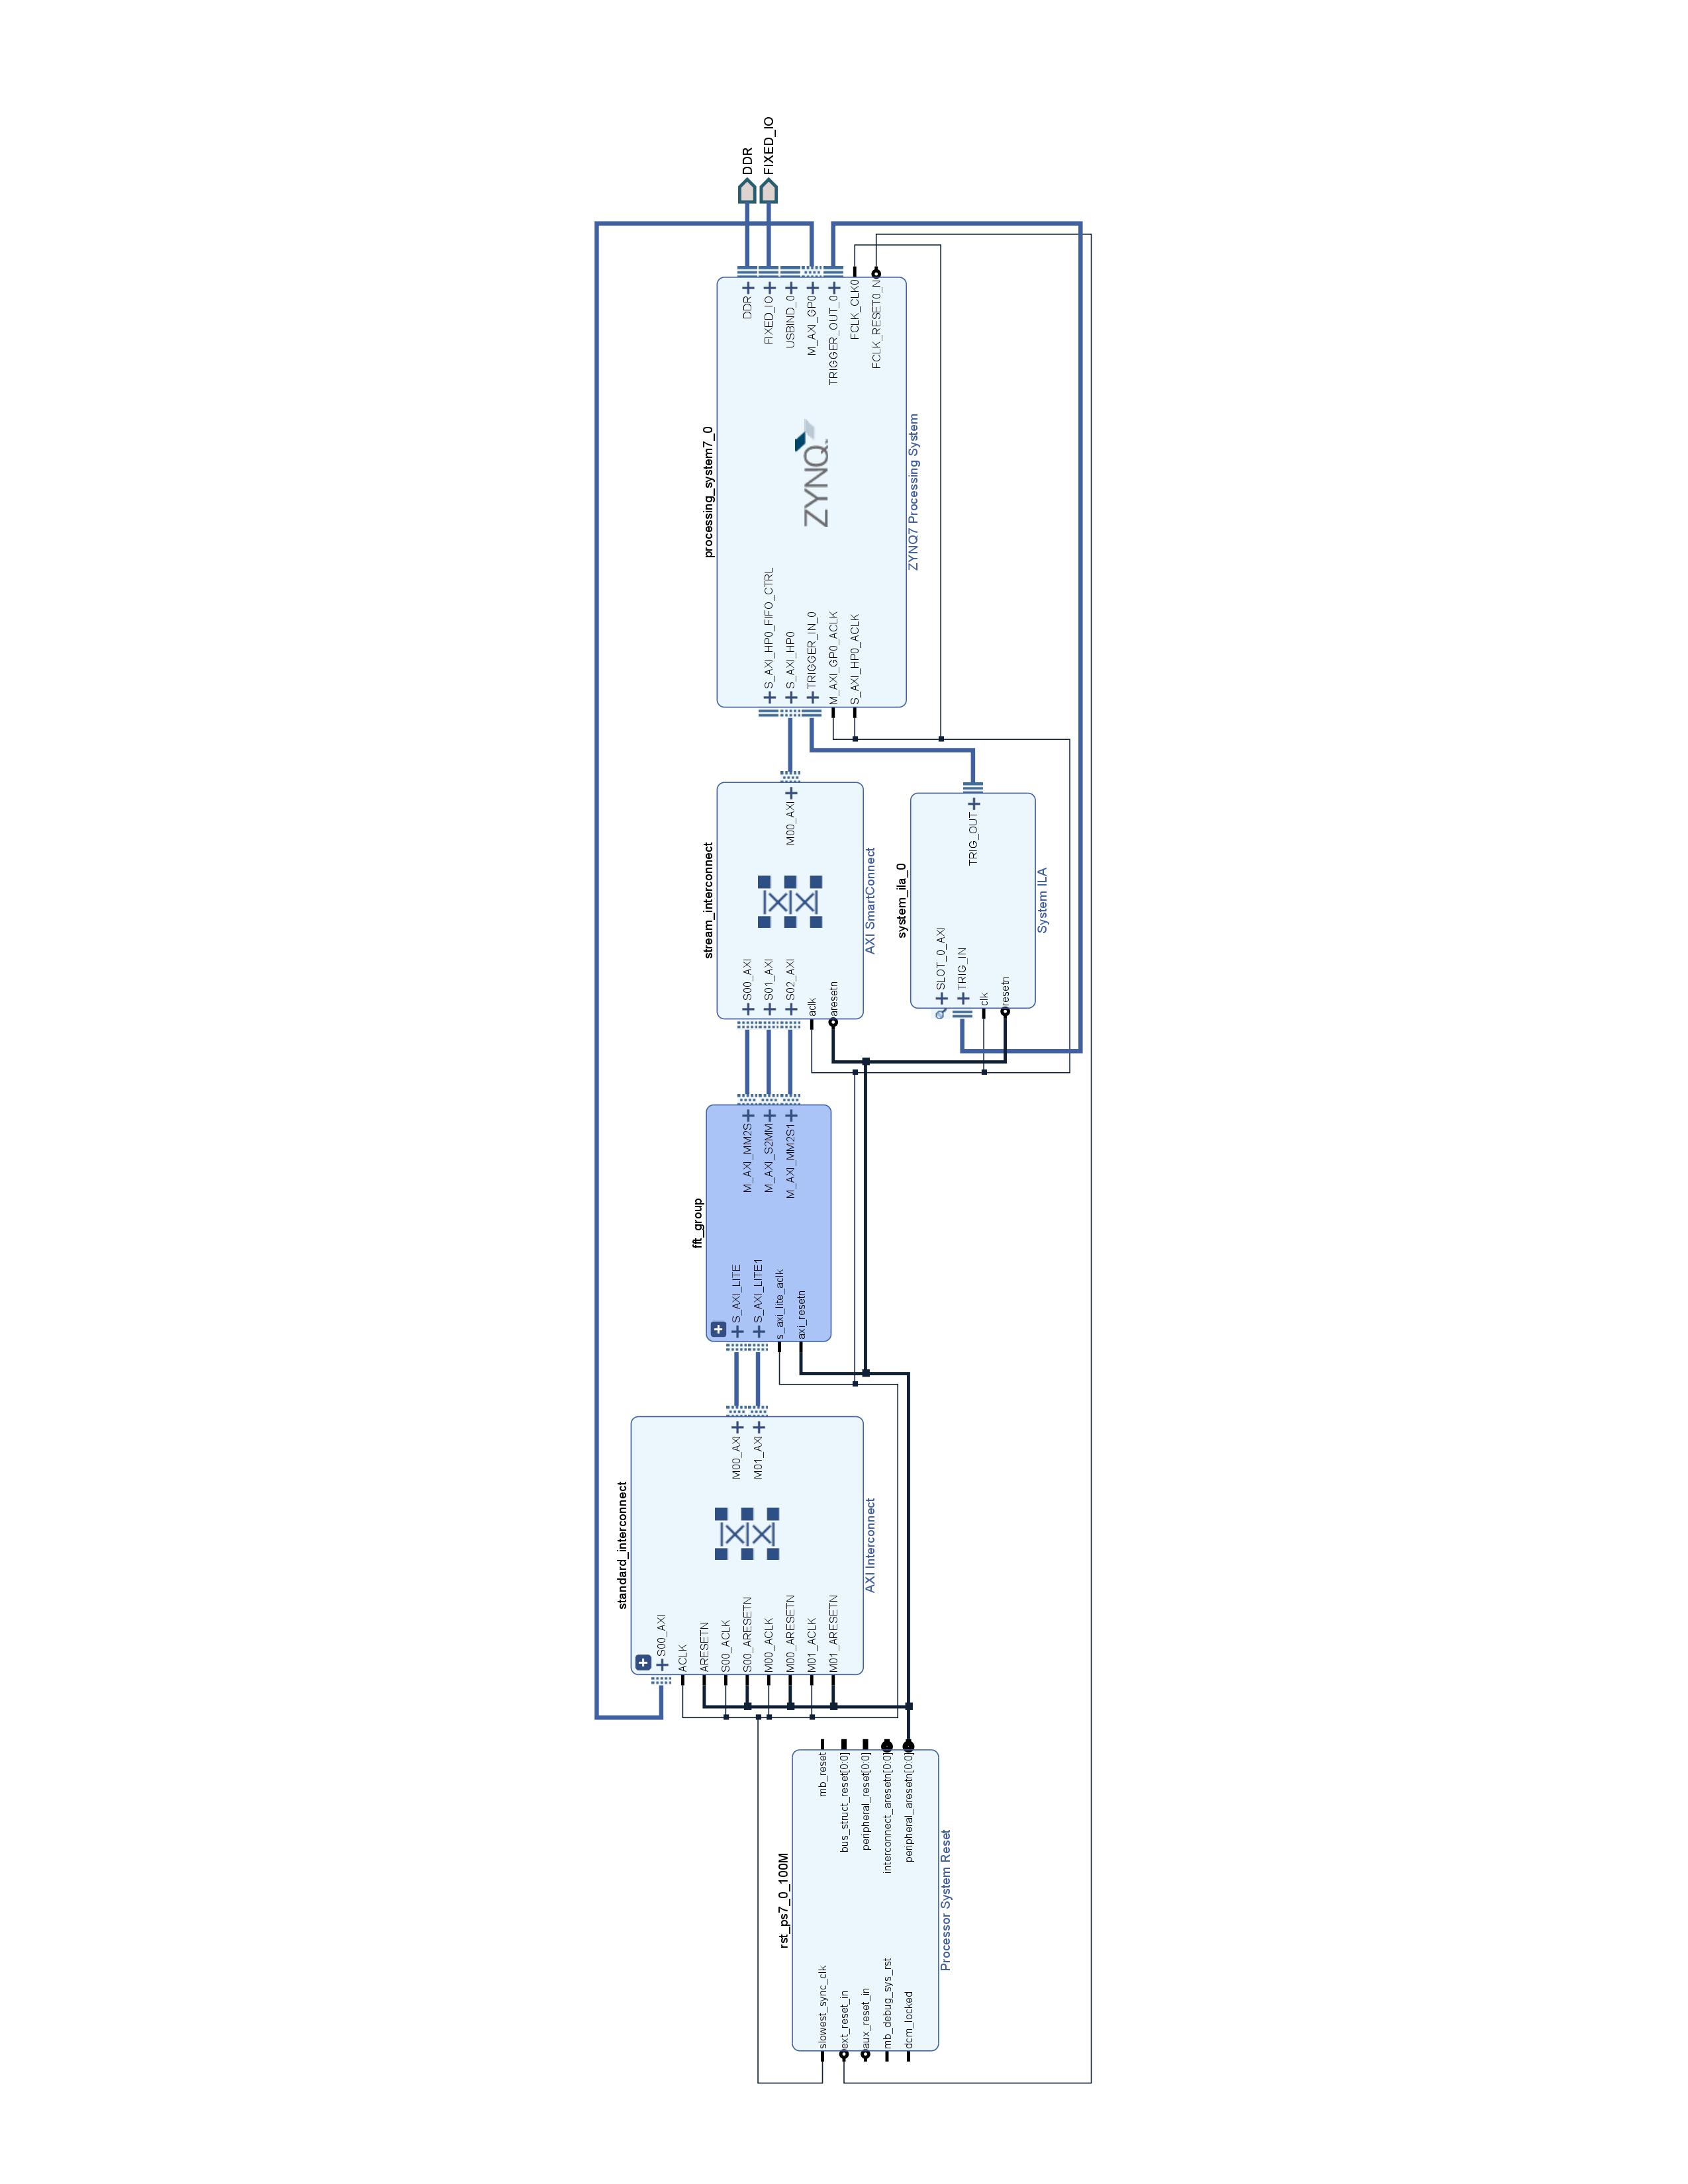 rst_ps7_0_100M
slowest_sync_clk
ext_reset_in
aux_reset_in
mb_debug_sys_rst
dcm_locked
mb_reset
bus_struct_reset[0:0]
peripheral_reset[0:0]
interconnect_aresetn[0:0]
peripheral_aresetn[0:0]
Processor System Reset
standard_interconnect
S00_AXI
ACLK
ARESETN
S00_ACLK
S00_ARESETN
M00_ACLK
M00_ARESETN
M01_ACLK
M01_ARESETN
M00_AXI
M01_AXI
AXI Interconnect
fft_group
S_AXI_LITE
S_AXI_LITE1
s_axi_lite_aclk
axi_resetn
M_AXI_MM2S
M_AXI_S2MM
M_AXI_MM2S1
stream_interconnect
S00_AXI
S01_AXI
S02_AXI
aclk
aresetn
M00_AXI
AXI SmartConnect
system_ila_0
SLOT_0_AXI
TRIG_IN
clk
resetn
TRIG_OUT
System ILA
processing_system7_0
S_AXI_HP0_FIFO_CTRL
S_AXI_HP0
TRIGGER_IN_0
M_AXI_GP0_ACLK
S_AXI_HP0_ACLK
ZYNQ
DDR
FIXED_IO
USBIND_0
M_AXI_GP0
TRIGGER_OUT_0
FCLK_CLK0
FCLK_RESET0_N
ZYNQ7 Processing System
DDR
FIXED_IO